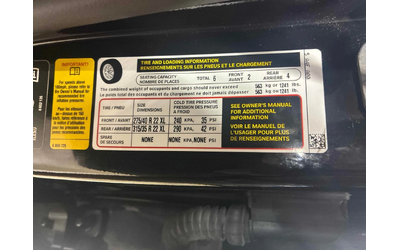 TIRE AND LOADING INFORMATION
RENSEIGNEMENTS SUR LES PNEUS ET LE CHARGEMENT
SEATING CAPACITY
NOMBRE DE PLACES
TOTAL 6
FRONT
AVANT 2
REAR
ARRIÈRE 4
The combined weight of occupants and cargo should never exceed 563 kg or 1241 lbs.
Le poids total des occupants et du chargement ne doit jamais dépasser 563 kg ou 1241 lb.
TIRE / PNEU
SIZE
DIMENSIONS
COLD TIRE PRESSURE
PRESSION DES PNEUS À
FROID
FRONT / AVANT 275/40 R 22 XL 240 KPA, 35 PSI
REAR / ARRIÈRE 315/35 R 22 XL 290 KPA, 42 PSI
SPARE
DE SECOURS NONE NONE NONE
SEE OWNER'S MANUAL
FOR ADDITIONAL
INFORMATION
VOIR LE MANUEL DE
L'USAGER POUR PLUS
DE RENSEIGNEMENTS
IMPORTANT!